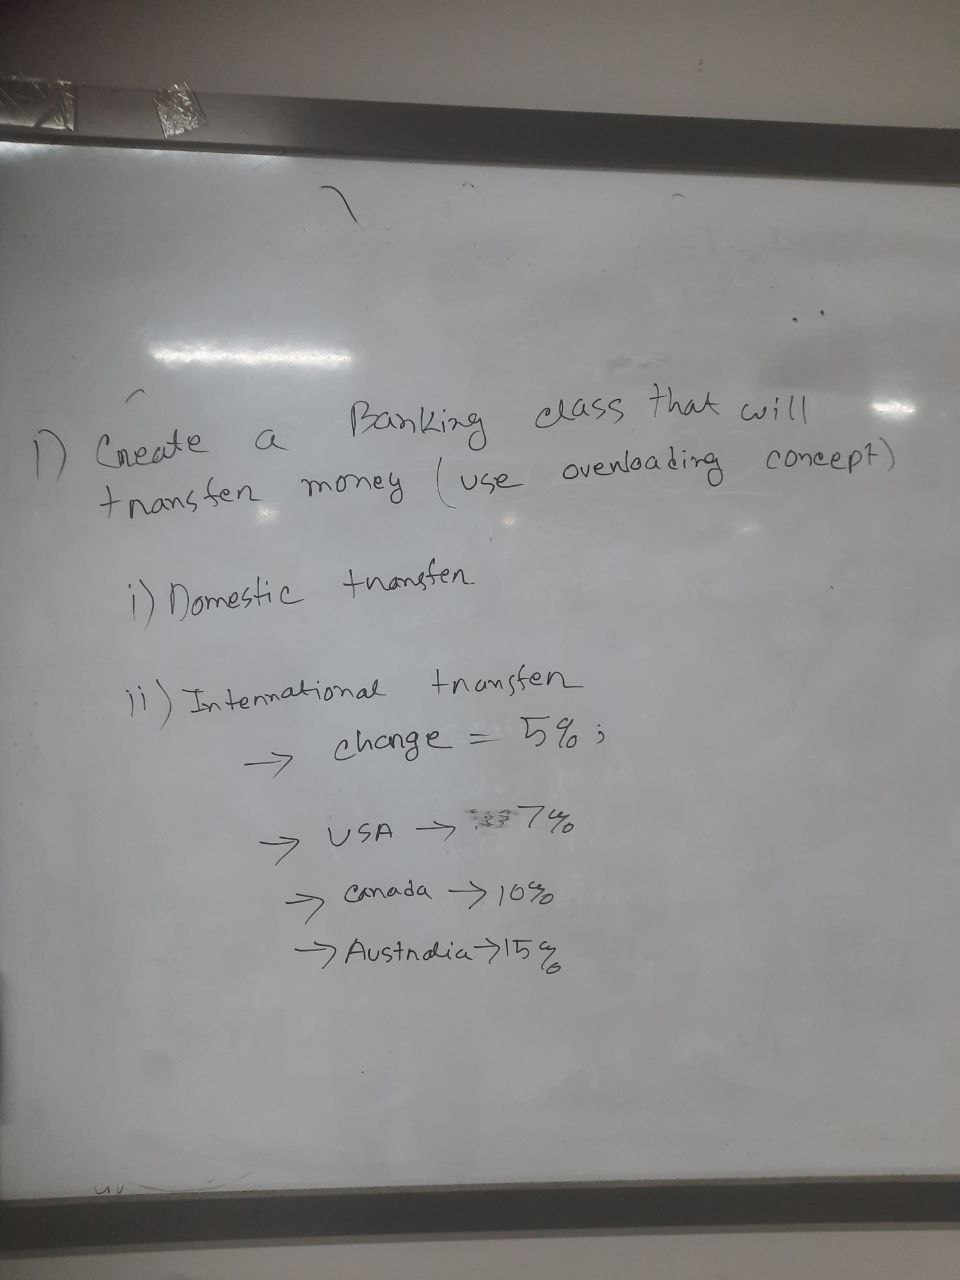 1) Create a Banking class that will
transfer money (use overloading concept)
i) Domestic transfer
ii) International transfer
→ charge = 5%;
→ USA → 7%
→ Canada → 10%
→ Australia → 15%